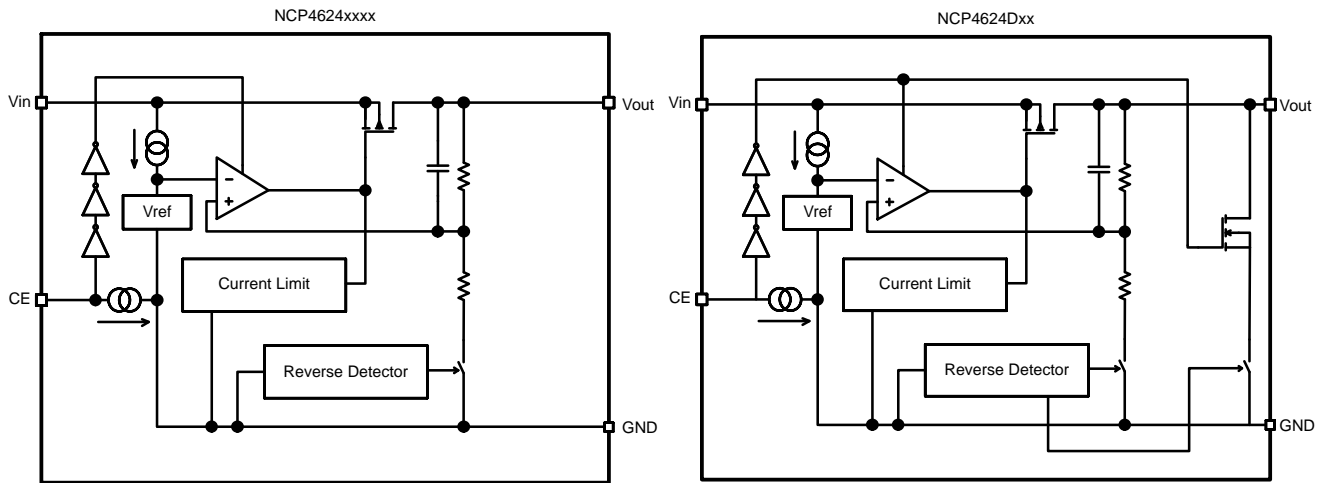 NCP4624xxxx
Vin
Vout
−
+
Vref
Current Limit
CE
Reverse Detector
GND
NCP4624Dxx
Vin
Vout
−
+
Vref
Current Limit
CE
Reverse Detector
GND